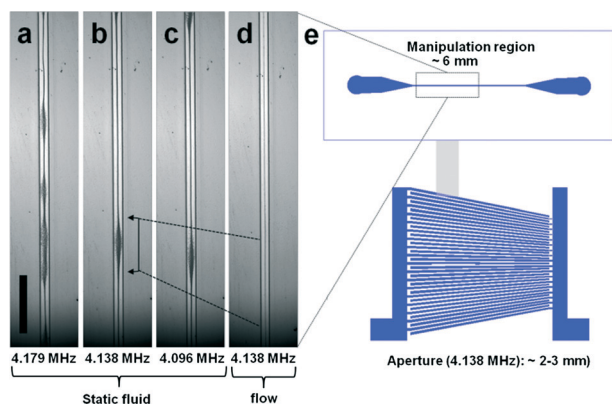 a b c d e
Manipulation region
~ 6 mm
4.179 MHz 4.138 MHz 4.096 MHz 4.138 MHz
Static fluid flow
Aperture (4.138 MHz): ~ 2-3 mm)